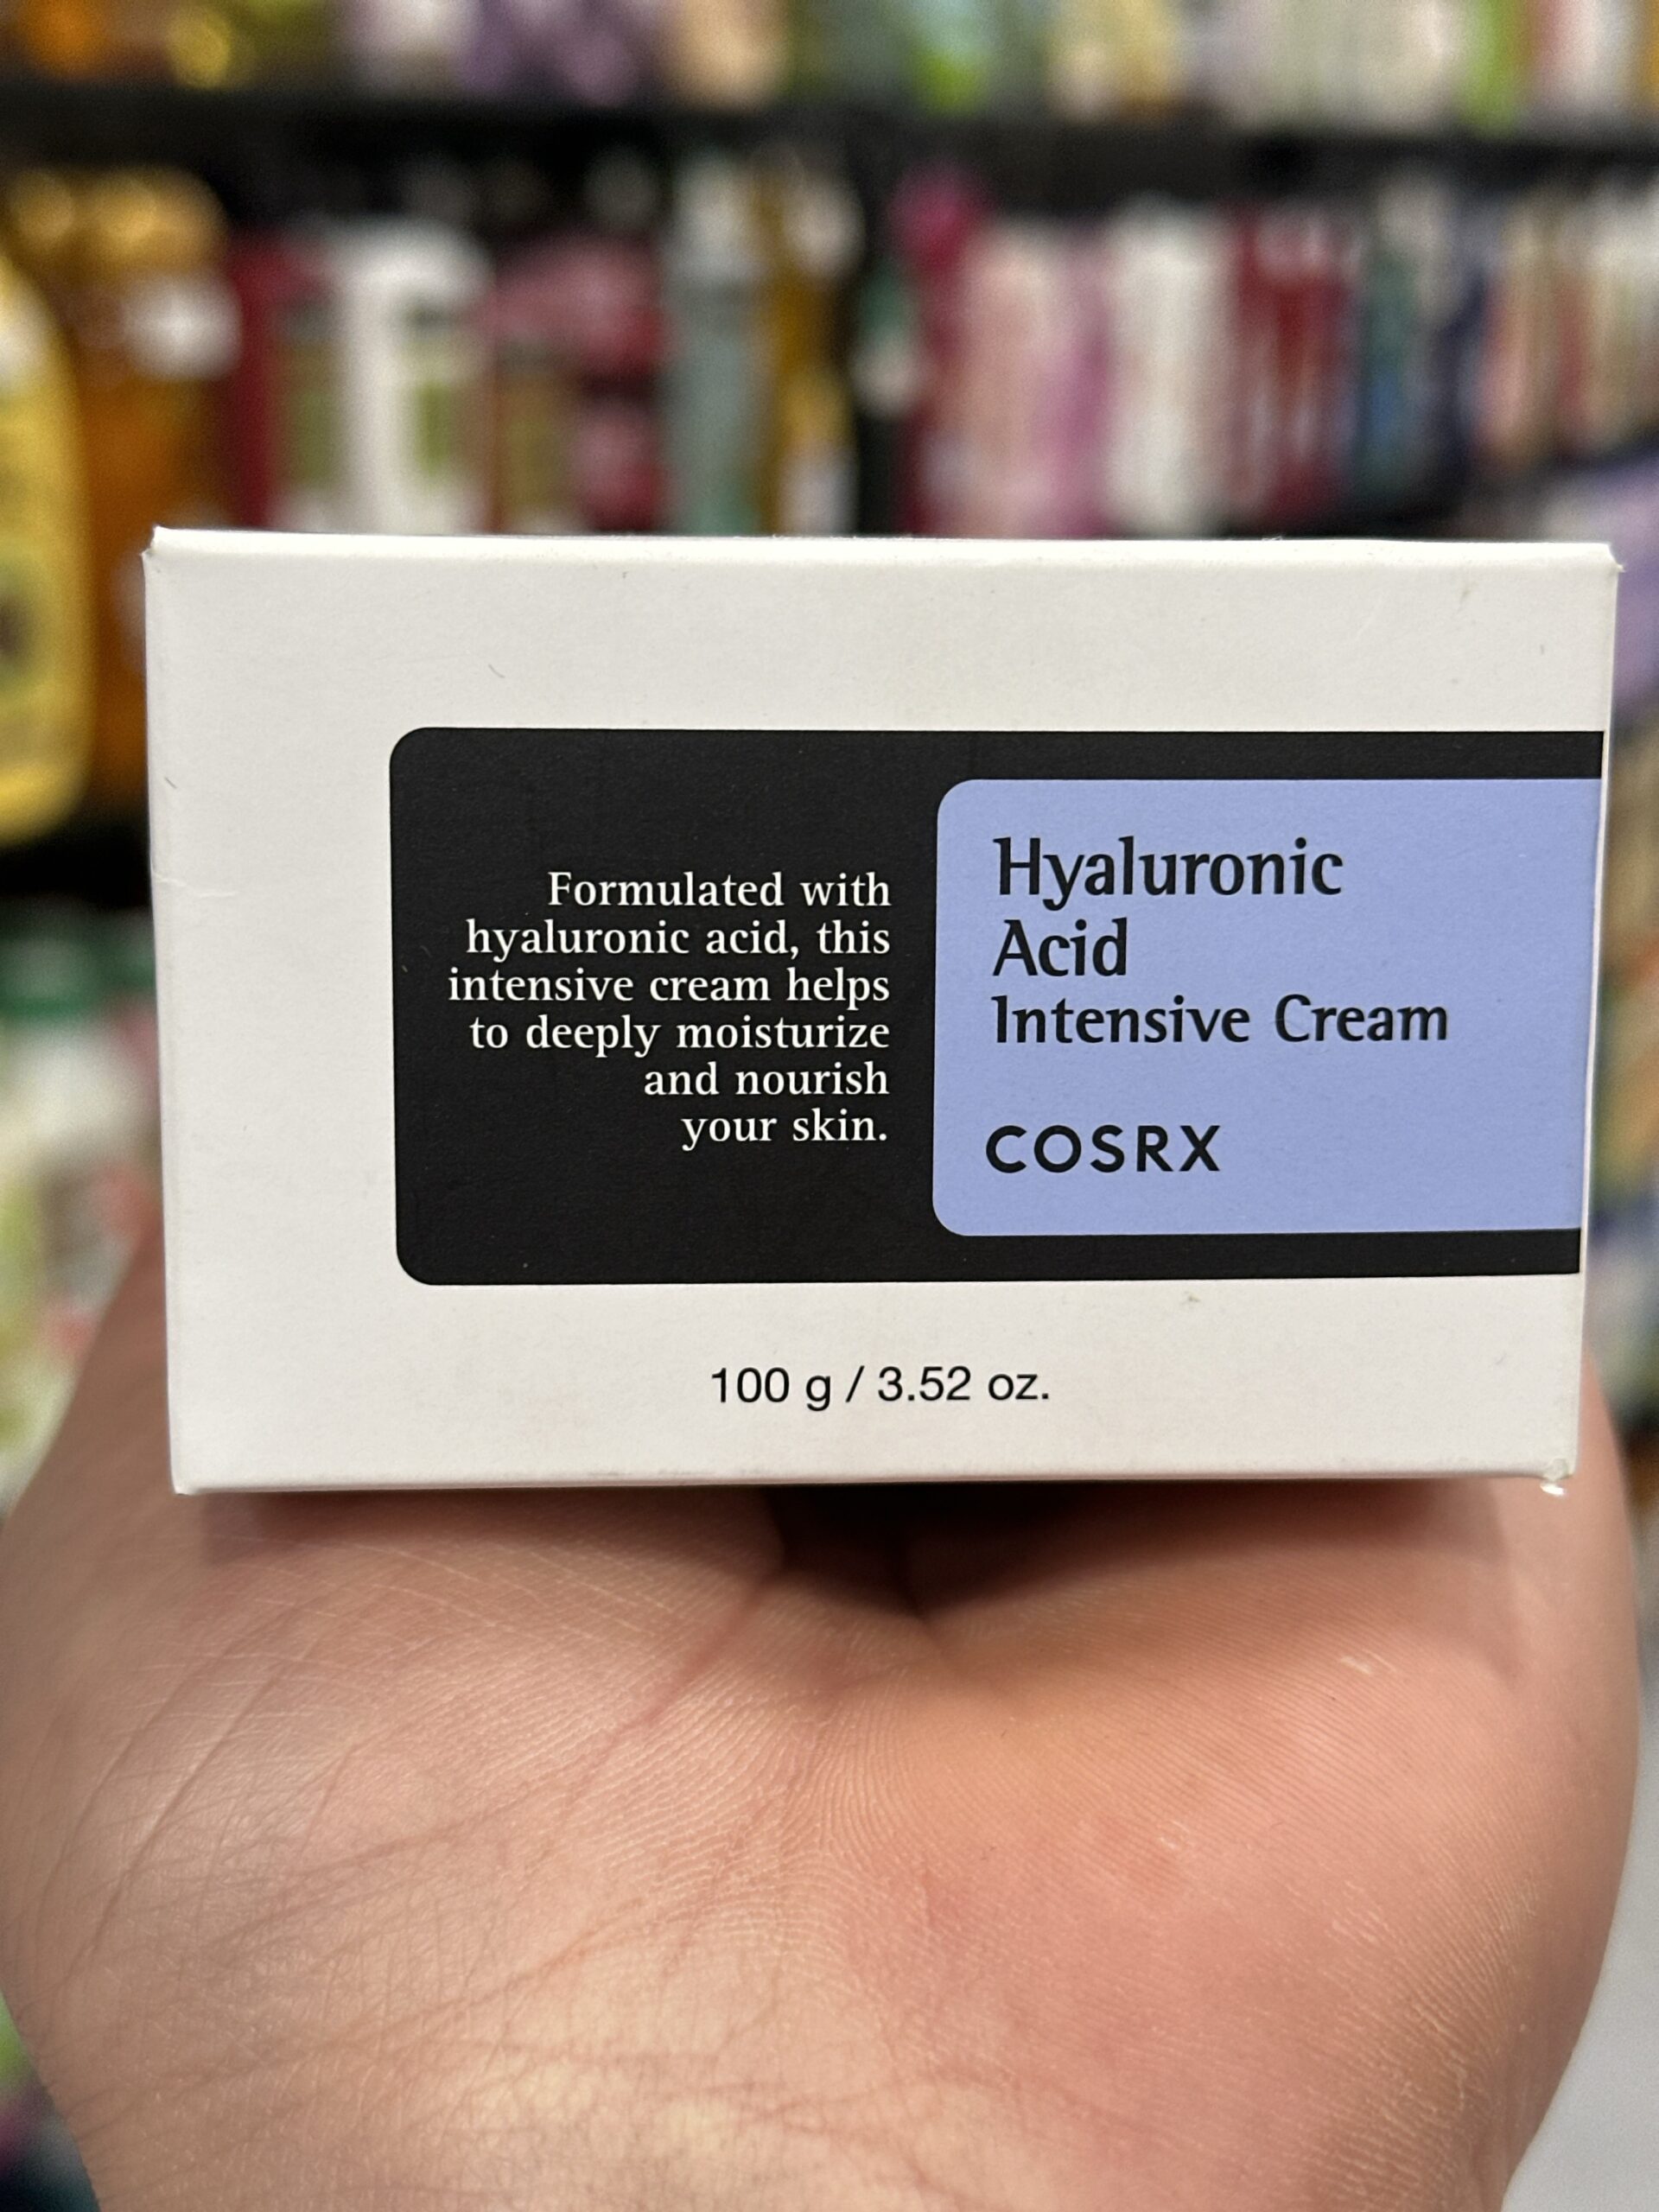 Formulated with
hyaluronic acid, this
intensive cream helps
to deeply moisturize
and nourish
your skin.
Hyaluronic
Acid
Intensive Cream
COSRX
100 g / 3.52 oz.